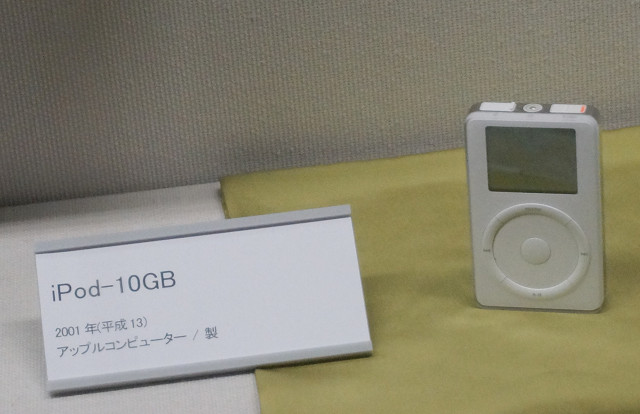 iPod-10GB
2001 年(平成 13)
アップルコンピューター / 製